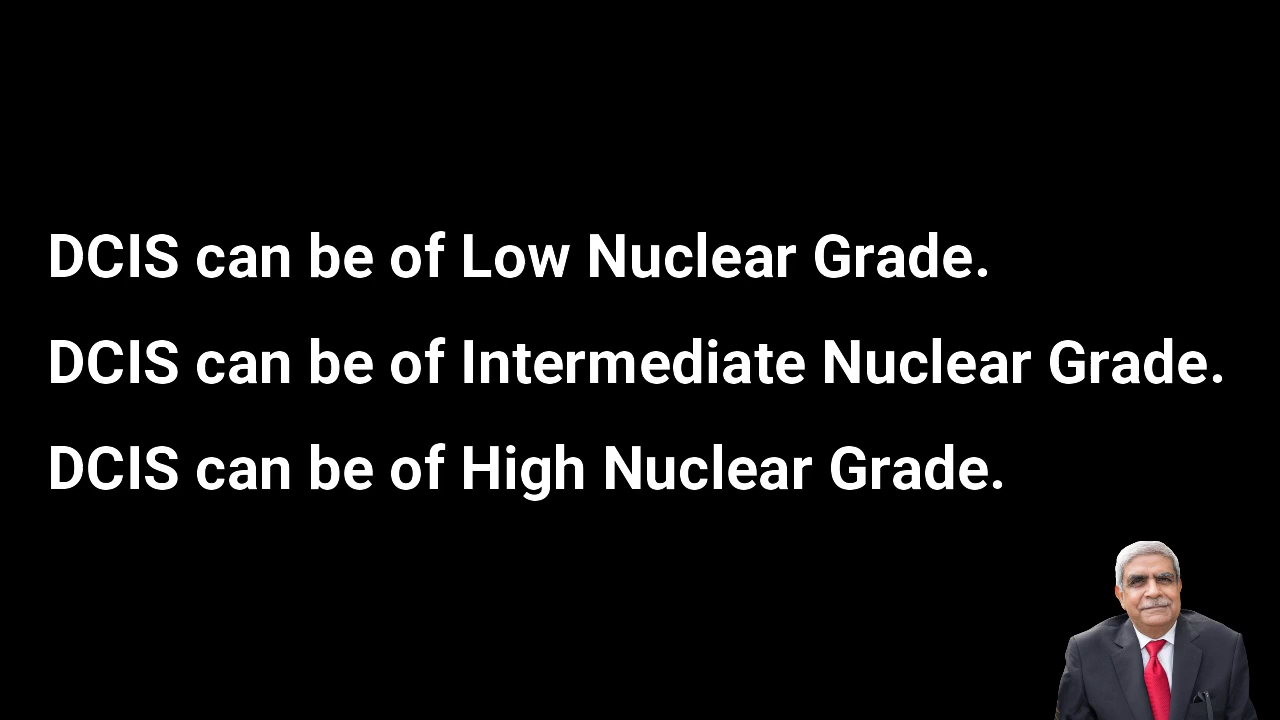 DCIS can be of Low Nuclear Grade.
DCIS can be of Intermediate Nuclear Grade.
DCIS can be of High Nuclear Grade.